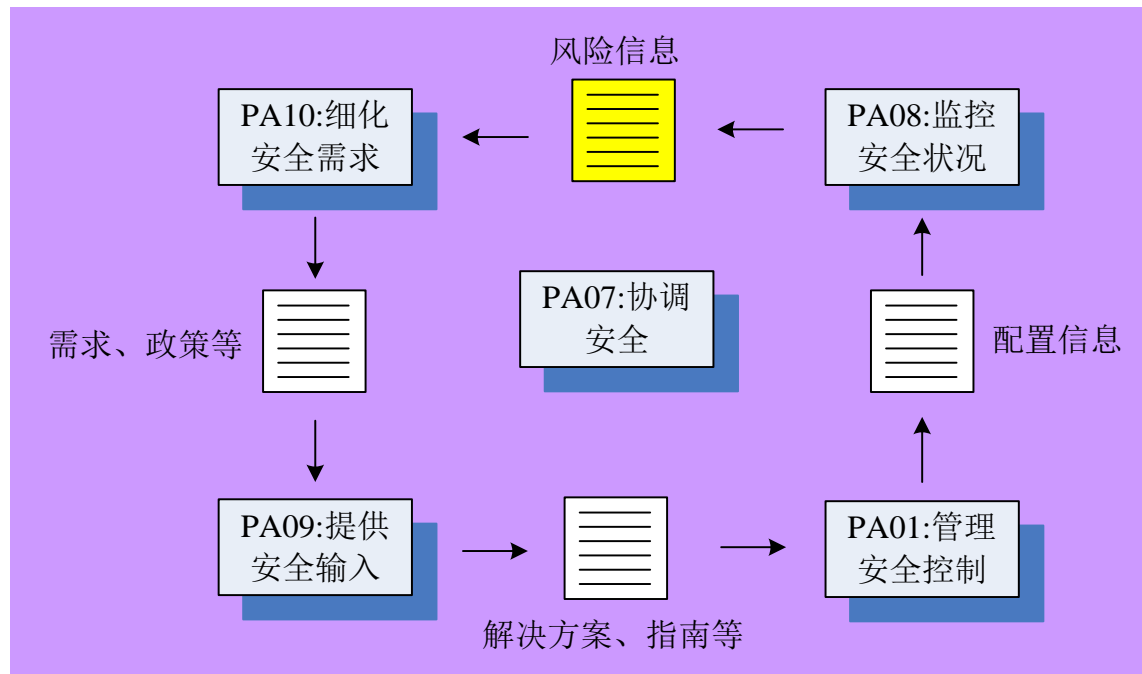 风险信息
PA10:细化
安全需求
PA08:监控
安全状况
PA07:协调
安全
需求、政策等
配置信息
PA09:提供
安全输入
PA01:管理
安全控制
解决方案、指南等